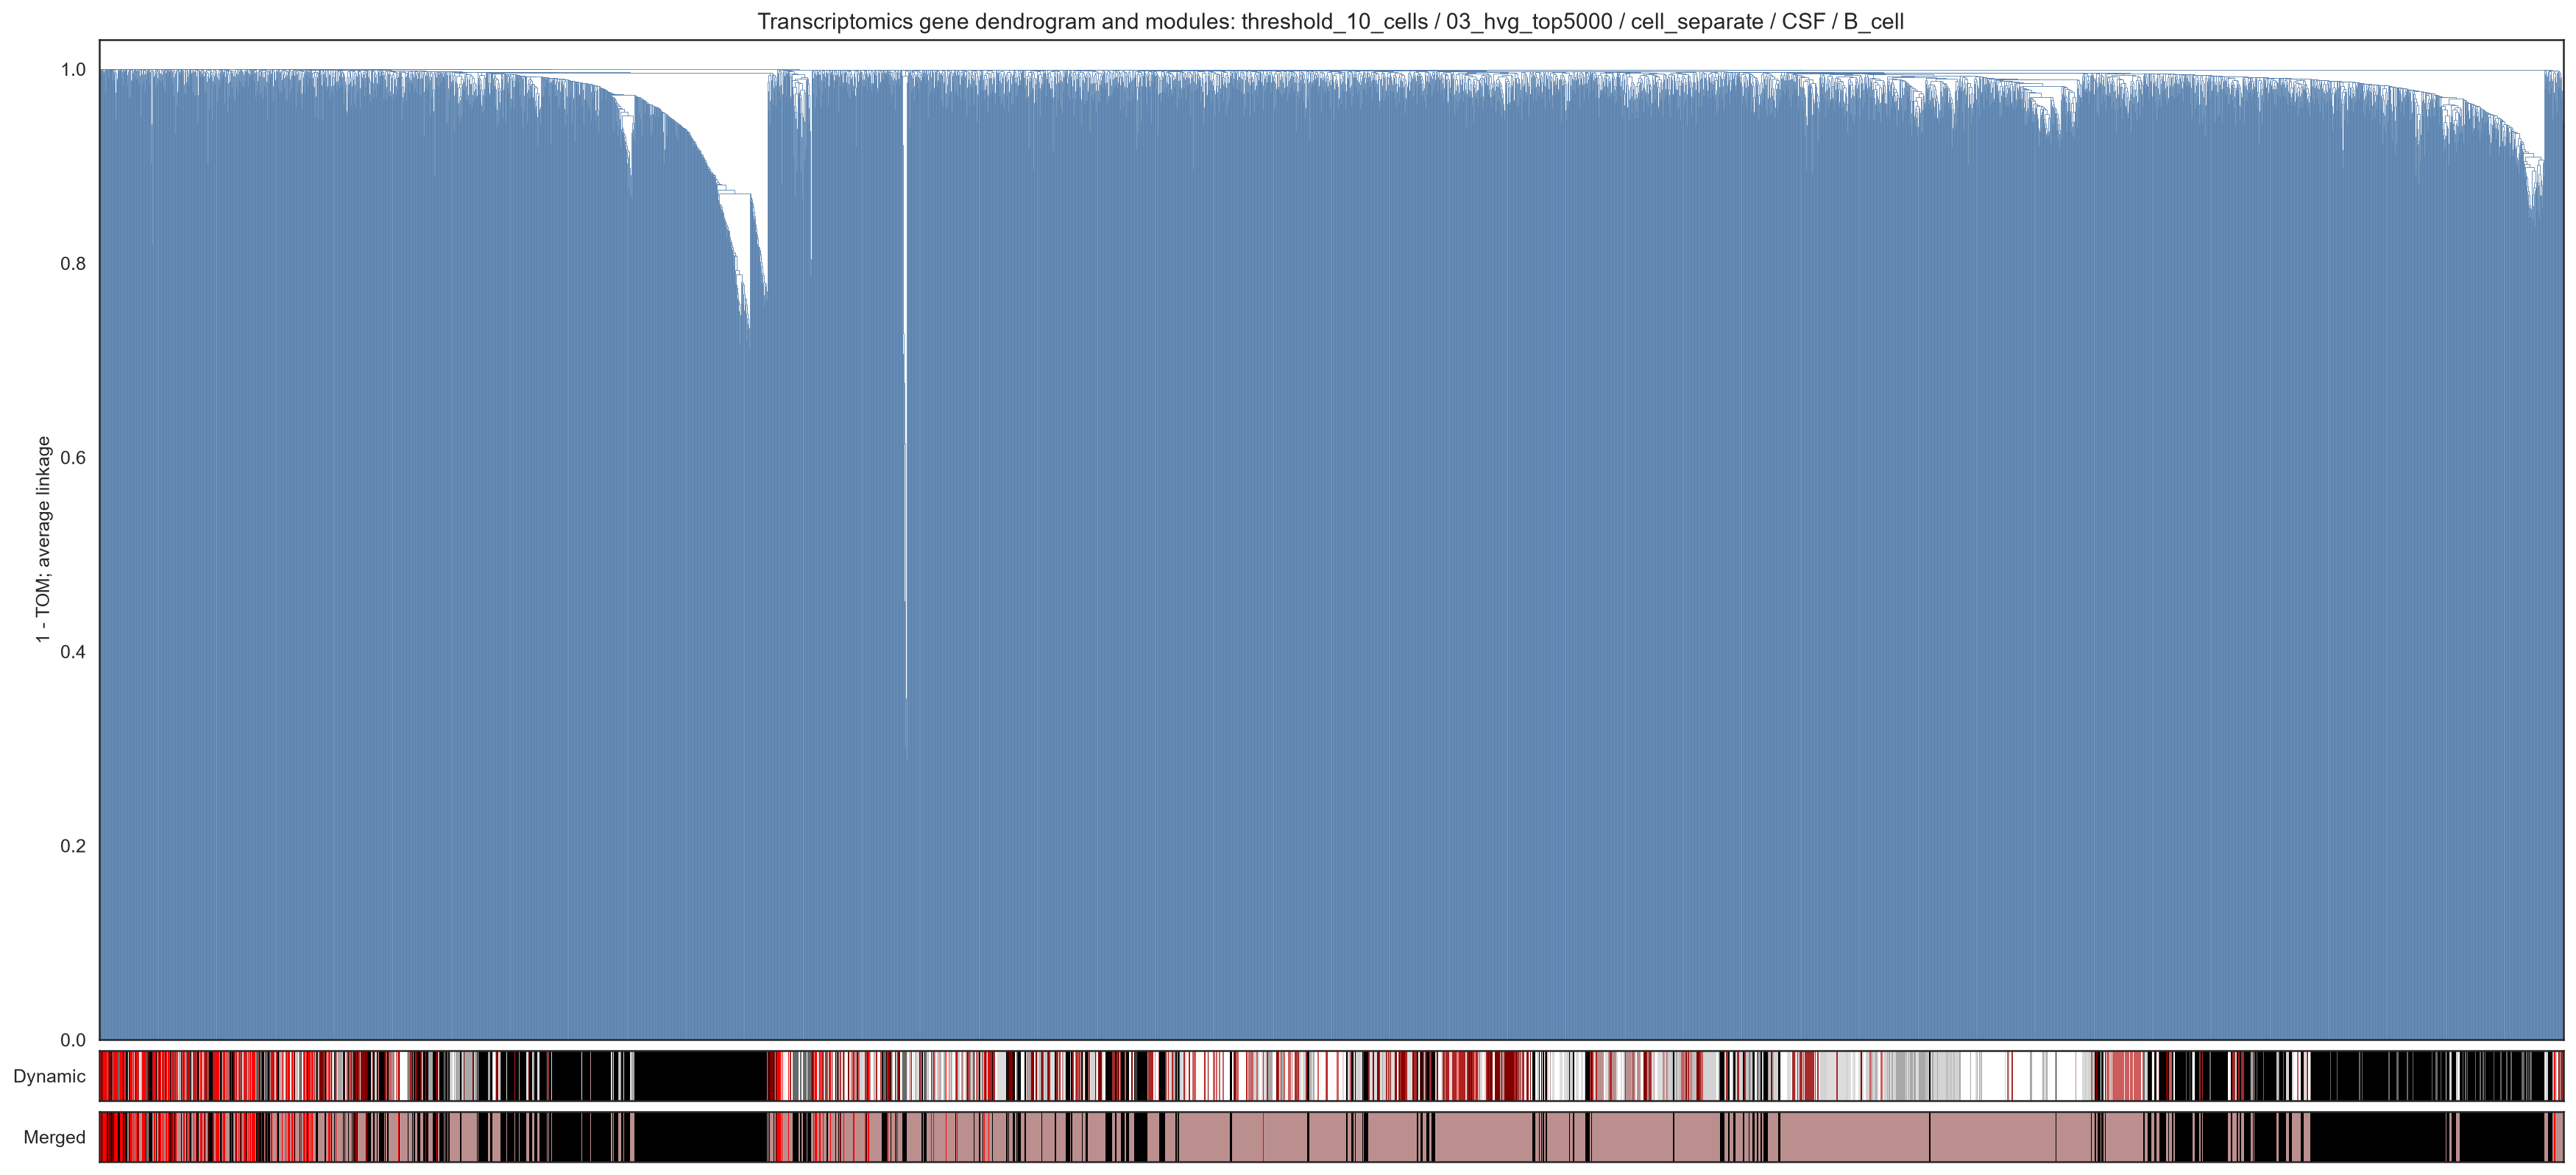 Transcriptomics gene dendrogram and modules: threshold_10_cells / 03_hvg_top5000 / cell_separate / CSF / B_cell
1.0
0.8
0.6
0.4
0.2
0.0
1 - TOM; average linkage
Dynamic
Merged